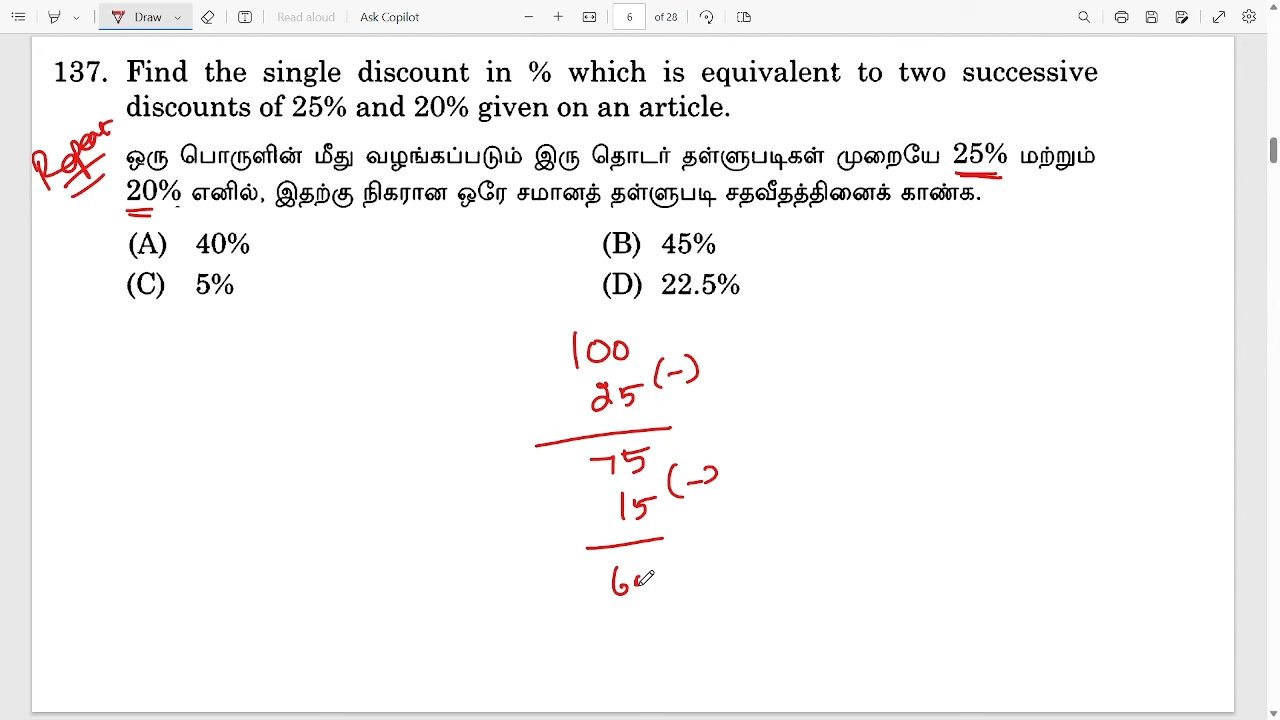 Draw Read aloud Ask Copilot 6 of 28
137. Find the single discount in % which is equivalent to two successive
discounts of 25% and 20% given on an article.
Repeat
ஒரு பொருளின் மீது வழங்கப்படும் இரு தொடர் தள்ளுபடிகள் முறையே 25% மற்றும்
20% எனில், இதற்கு நிகரான ஒரே சமானத் தள்ளுபடி சதவீதத்தினைக் காண்க.
(A) 40% (B) 45%
(C) 5% (D) 22.5%
100
25 (-)
75
15 (-)
60